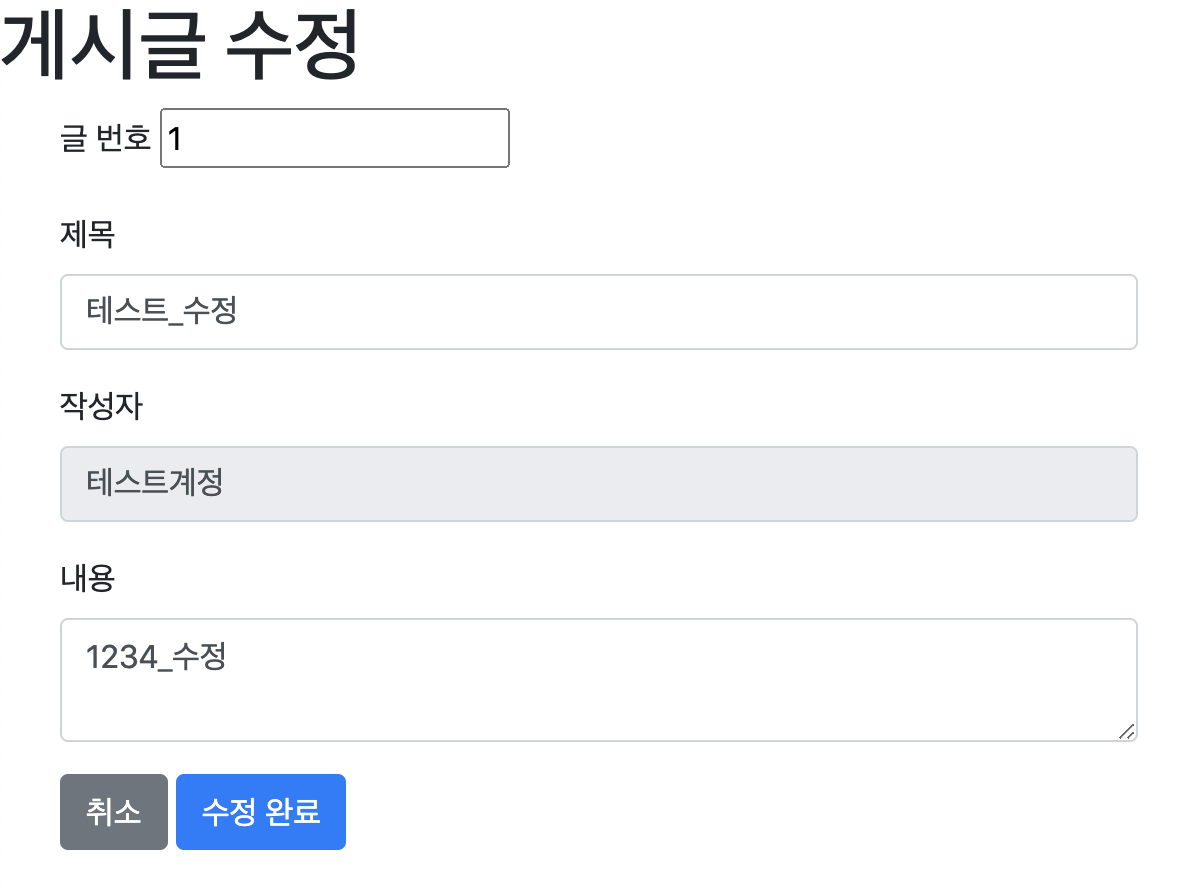 게시글 수정
글 번호 1
제목
테스트_수정
작성자
테스트계정
내용
1234_수정
취소 수정 완료